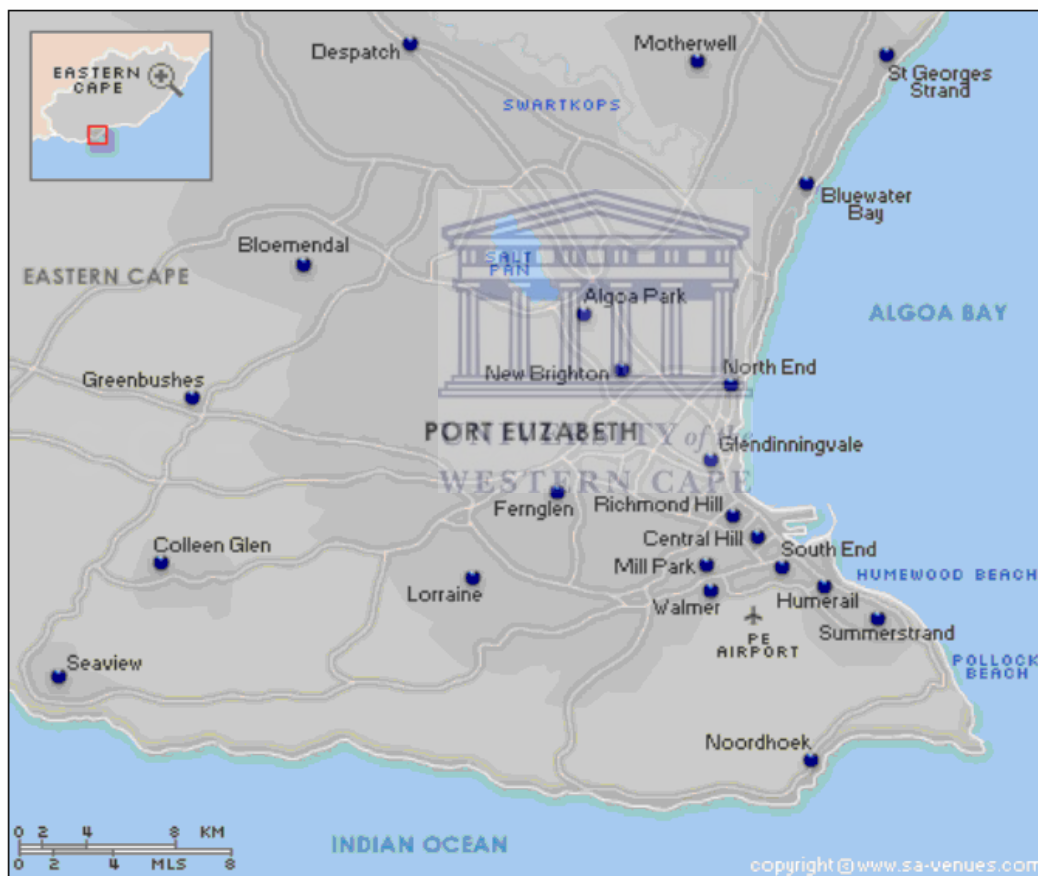 EASTERN
CAPE
Despatch
Motherwell
St Georges
Strand
SWARTKOPS
Bluewater
Bay
Bloemendal
EASTERN CAPE
SALT
PAN
Algoa Park
ALGOA BAY
Greenbushes
New Brighton
North End
PORT ELIZABETH
UNIVERSITY of the
WESTERN CAPE
Glendinningvale
Fernglen
Richmond Hill
Central Hill
Colleen Glen
South End
Mill Park
HUMEWOOD BEACH
Lorraine
Walmer
Humerail
Summerstrand
PE
AIRPORT
Seaview
POLLOCK
BEACH
Noordhoek
0 2 4 8 KM
0 2 4 MLS 8
INDIAN OCEAN
copyright@www.sa-venues.com